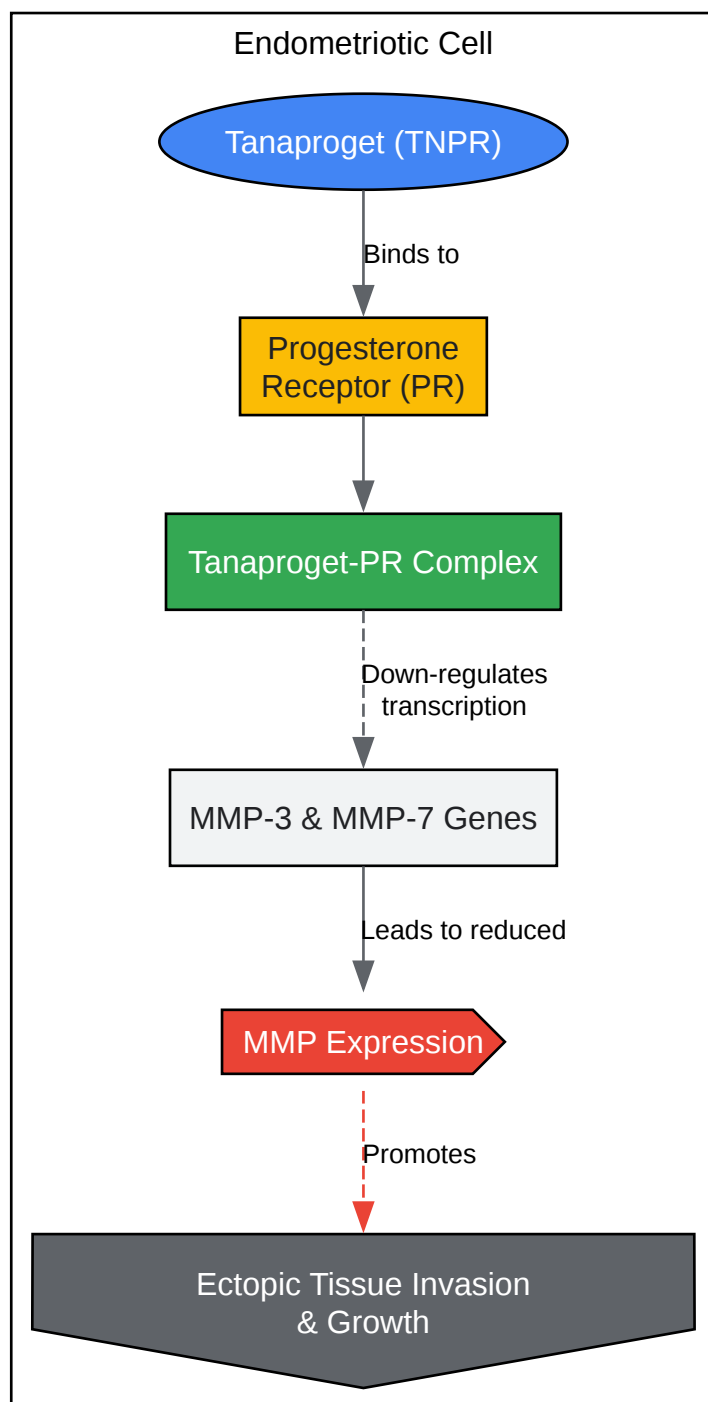 Endometriotic Cell
Tanaproget (TNPR)
Binds to
Progesterone
Receptor (PR)
Tanaproget-PR Complex
Down-regulates
transcription
MMP-3 & MMP-7 Genes
Leads to reduced
MMP Expression
Promotes
Ectopic Tissue Invasion
& Growth